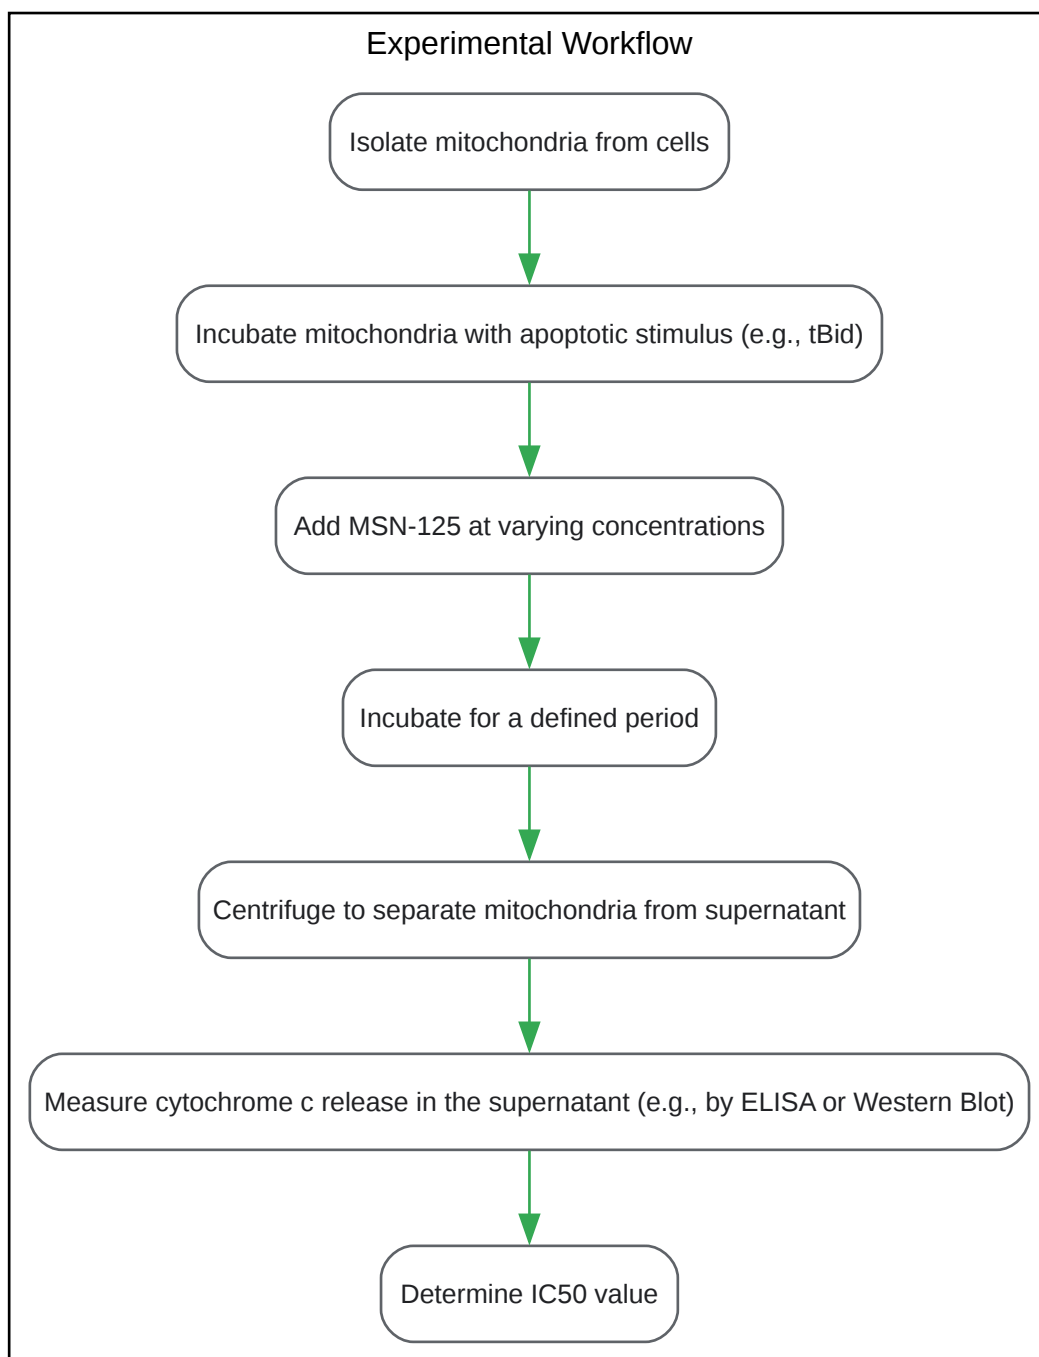 Experimental Workflow
Isolate mitochondria from cells
Incubate mitochondria with apoptotic stimulus (e.g., tBid)
Add MSN-125 at varying concentrations
Incubate for a defined period
Centrifuge to separate mitochondria from supernatant
Measure cytochrome c release in the supernatant (e.g., by ELISA or Western Blot)
Determine IC50 value